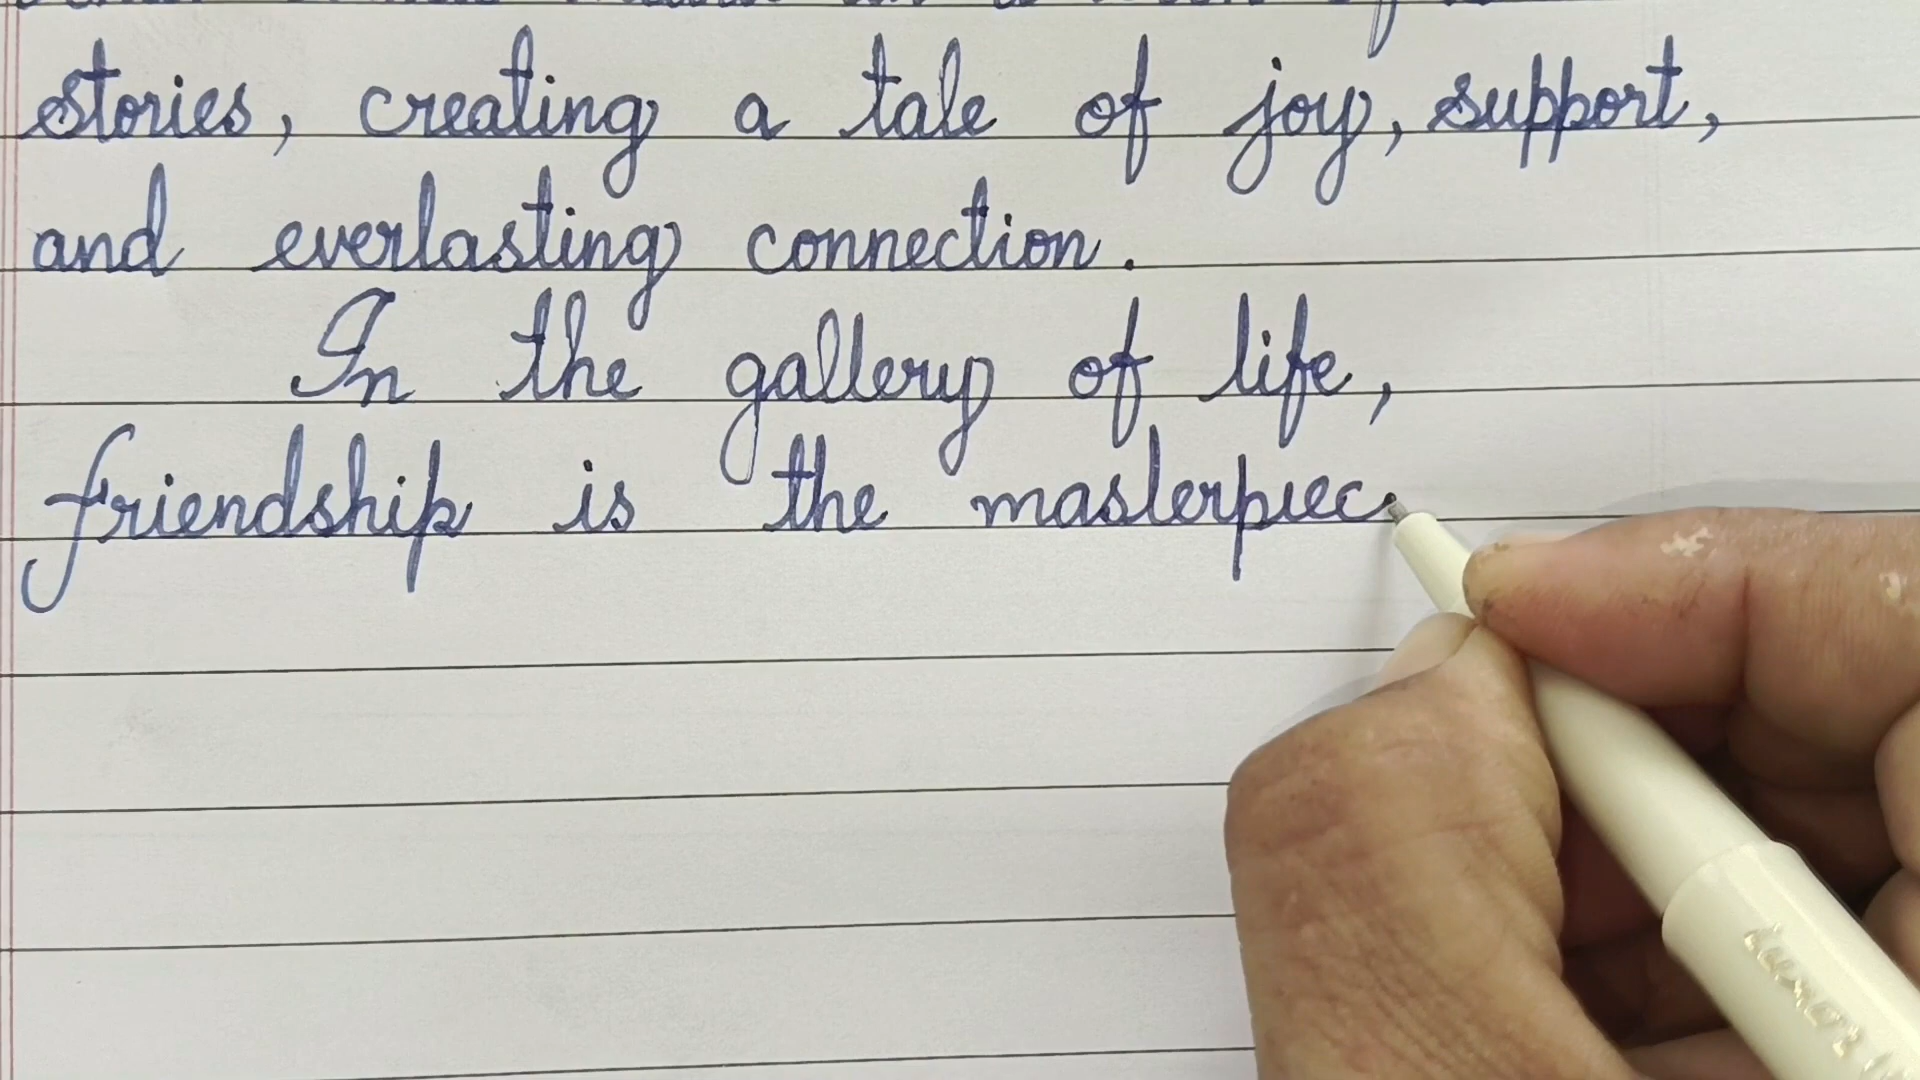 stories, creating a tale of joy, support,
and everlasting connection.
In the gallery of life,
friendship is the masterpiec